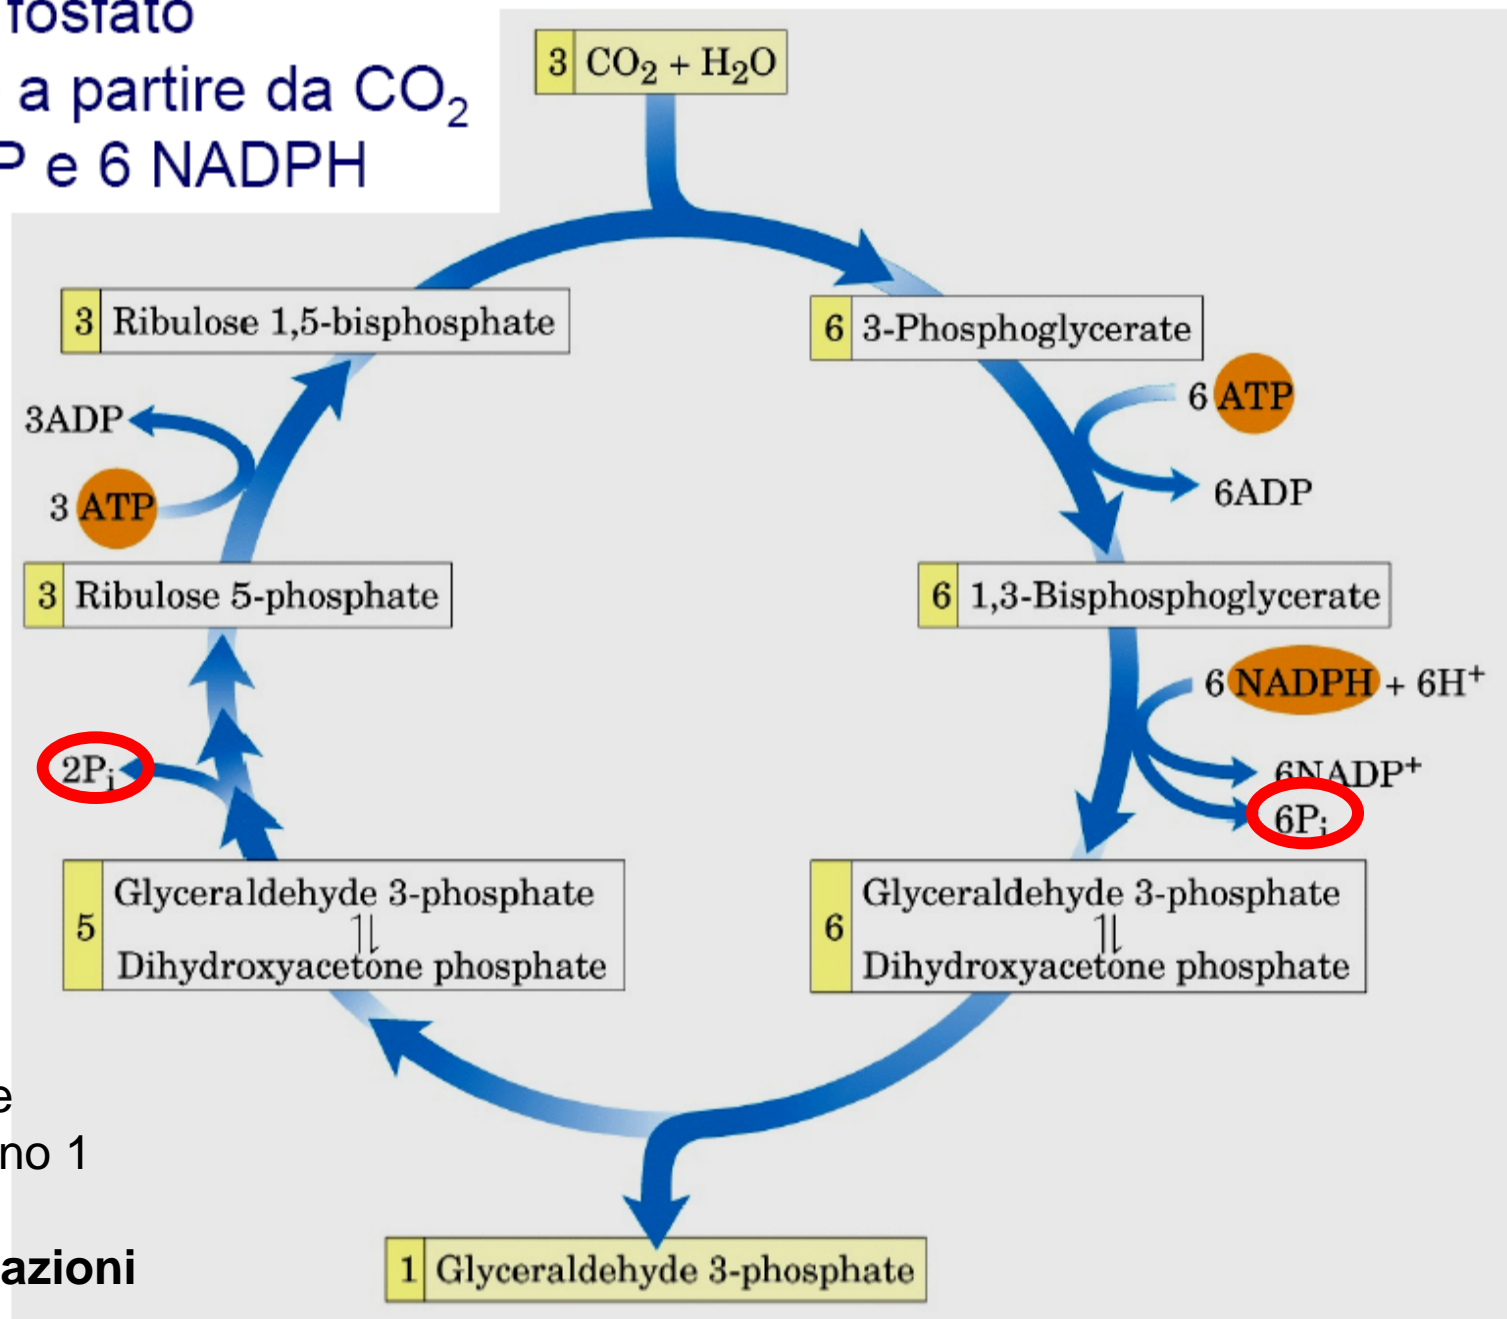 fosfato
a partire da CO₂
P e 6 NADPH
3 CO₂ + H₂O
3 Ribulose 1,5-bisphosphate
6 3-Phosphoglycerate
6 ATP
6ADP
3ADP
3 ATP
3 Ribulose 5-phosphate
6 1,3-Bisphosphoglycerate
6 NADPH + 6H⁺
6NADP⁺
6Pᵢ
2Pᵢ
5 Glyceraldehyde 3-phosphate
⥮
Dihydroxyacetone phosphate
6 Glyceraldehyde 3-phosphate
⥮
Dihydroxyacetone phosphate
e
no 1
azioni
1 Glyceraldehyde 3-phosphate